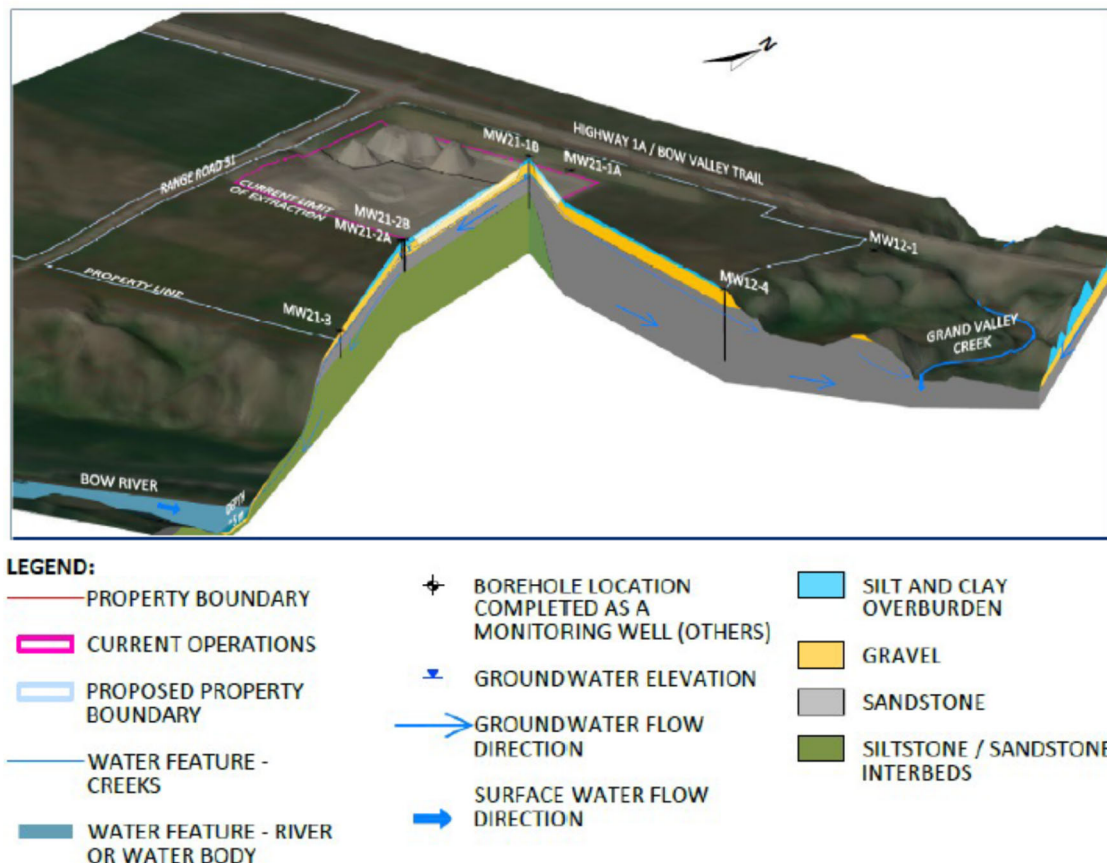 N
HIGHWAY 1A / BOW VALLEY TRAIL
MW21-1B
MW21-1A
RANGE ROAD 51
CURRENT LIMIT
OF EXTRACTION
MW21-2B
MW21-2A
MW12-1
PROPERTY LINE
MW12-4
MW21-3
GRAND VALLEY
CREEK
BOW RIVER
DEPTH
LEGEND:
PROPERTY BOUNDARY
CURRENT OPERATIONS
PROPOSED PROPERTY
BOUNDARY
WATER FEATURE -
CREEKS
WATER FEATURE - RIVER
OR WATER BODY
BOREHOLE LOCATION
COMPLETED AS A
MONITORING WELL (OTHERS)
GROUNDWATER ELEVATION
GROUNDWATER FLOW
DIRECTION
SURFACE WATER FLOW
DIRECTION
SILT AND CLAY
OVERBURDEN
GRAVEL
SANDSTONE
SILTSTONE / SANDSTONE
INTERBEDS